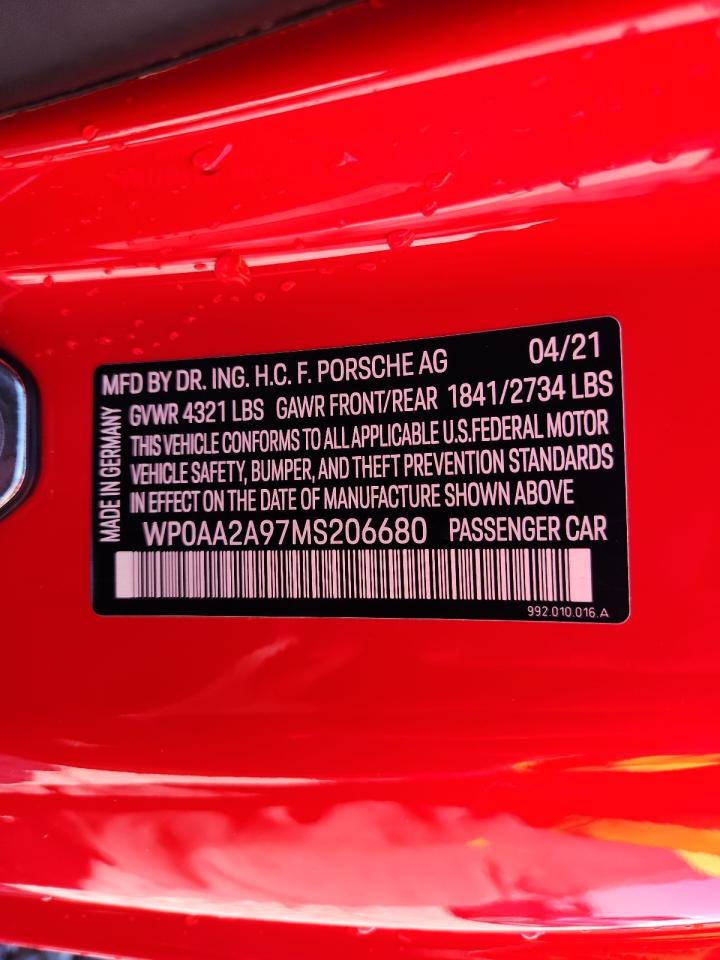 MFD BY DR. ING. H.C. F. PORSCHE AG 04/21
GVWR 4321 LBS GAWR FRONT/REAR 1841/2734 LBS
THIS VEHICLE CONFORMS TO ALL APPLICABLE U.S.FEDERAL MOTOR
VEHICLE SAFETY, BUMPER, AND THEFT PREVENTION STANDARDS
IN EFFECT ON THE DATE OF MANUFACTURE SHOWN ABOVE
MADE IN GERMANY
WP0AA2A97MS206680 PASSENGER CAR
992.010.016.A